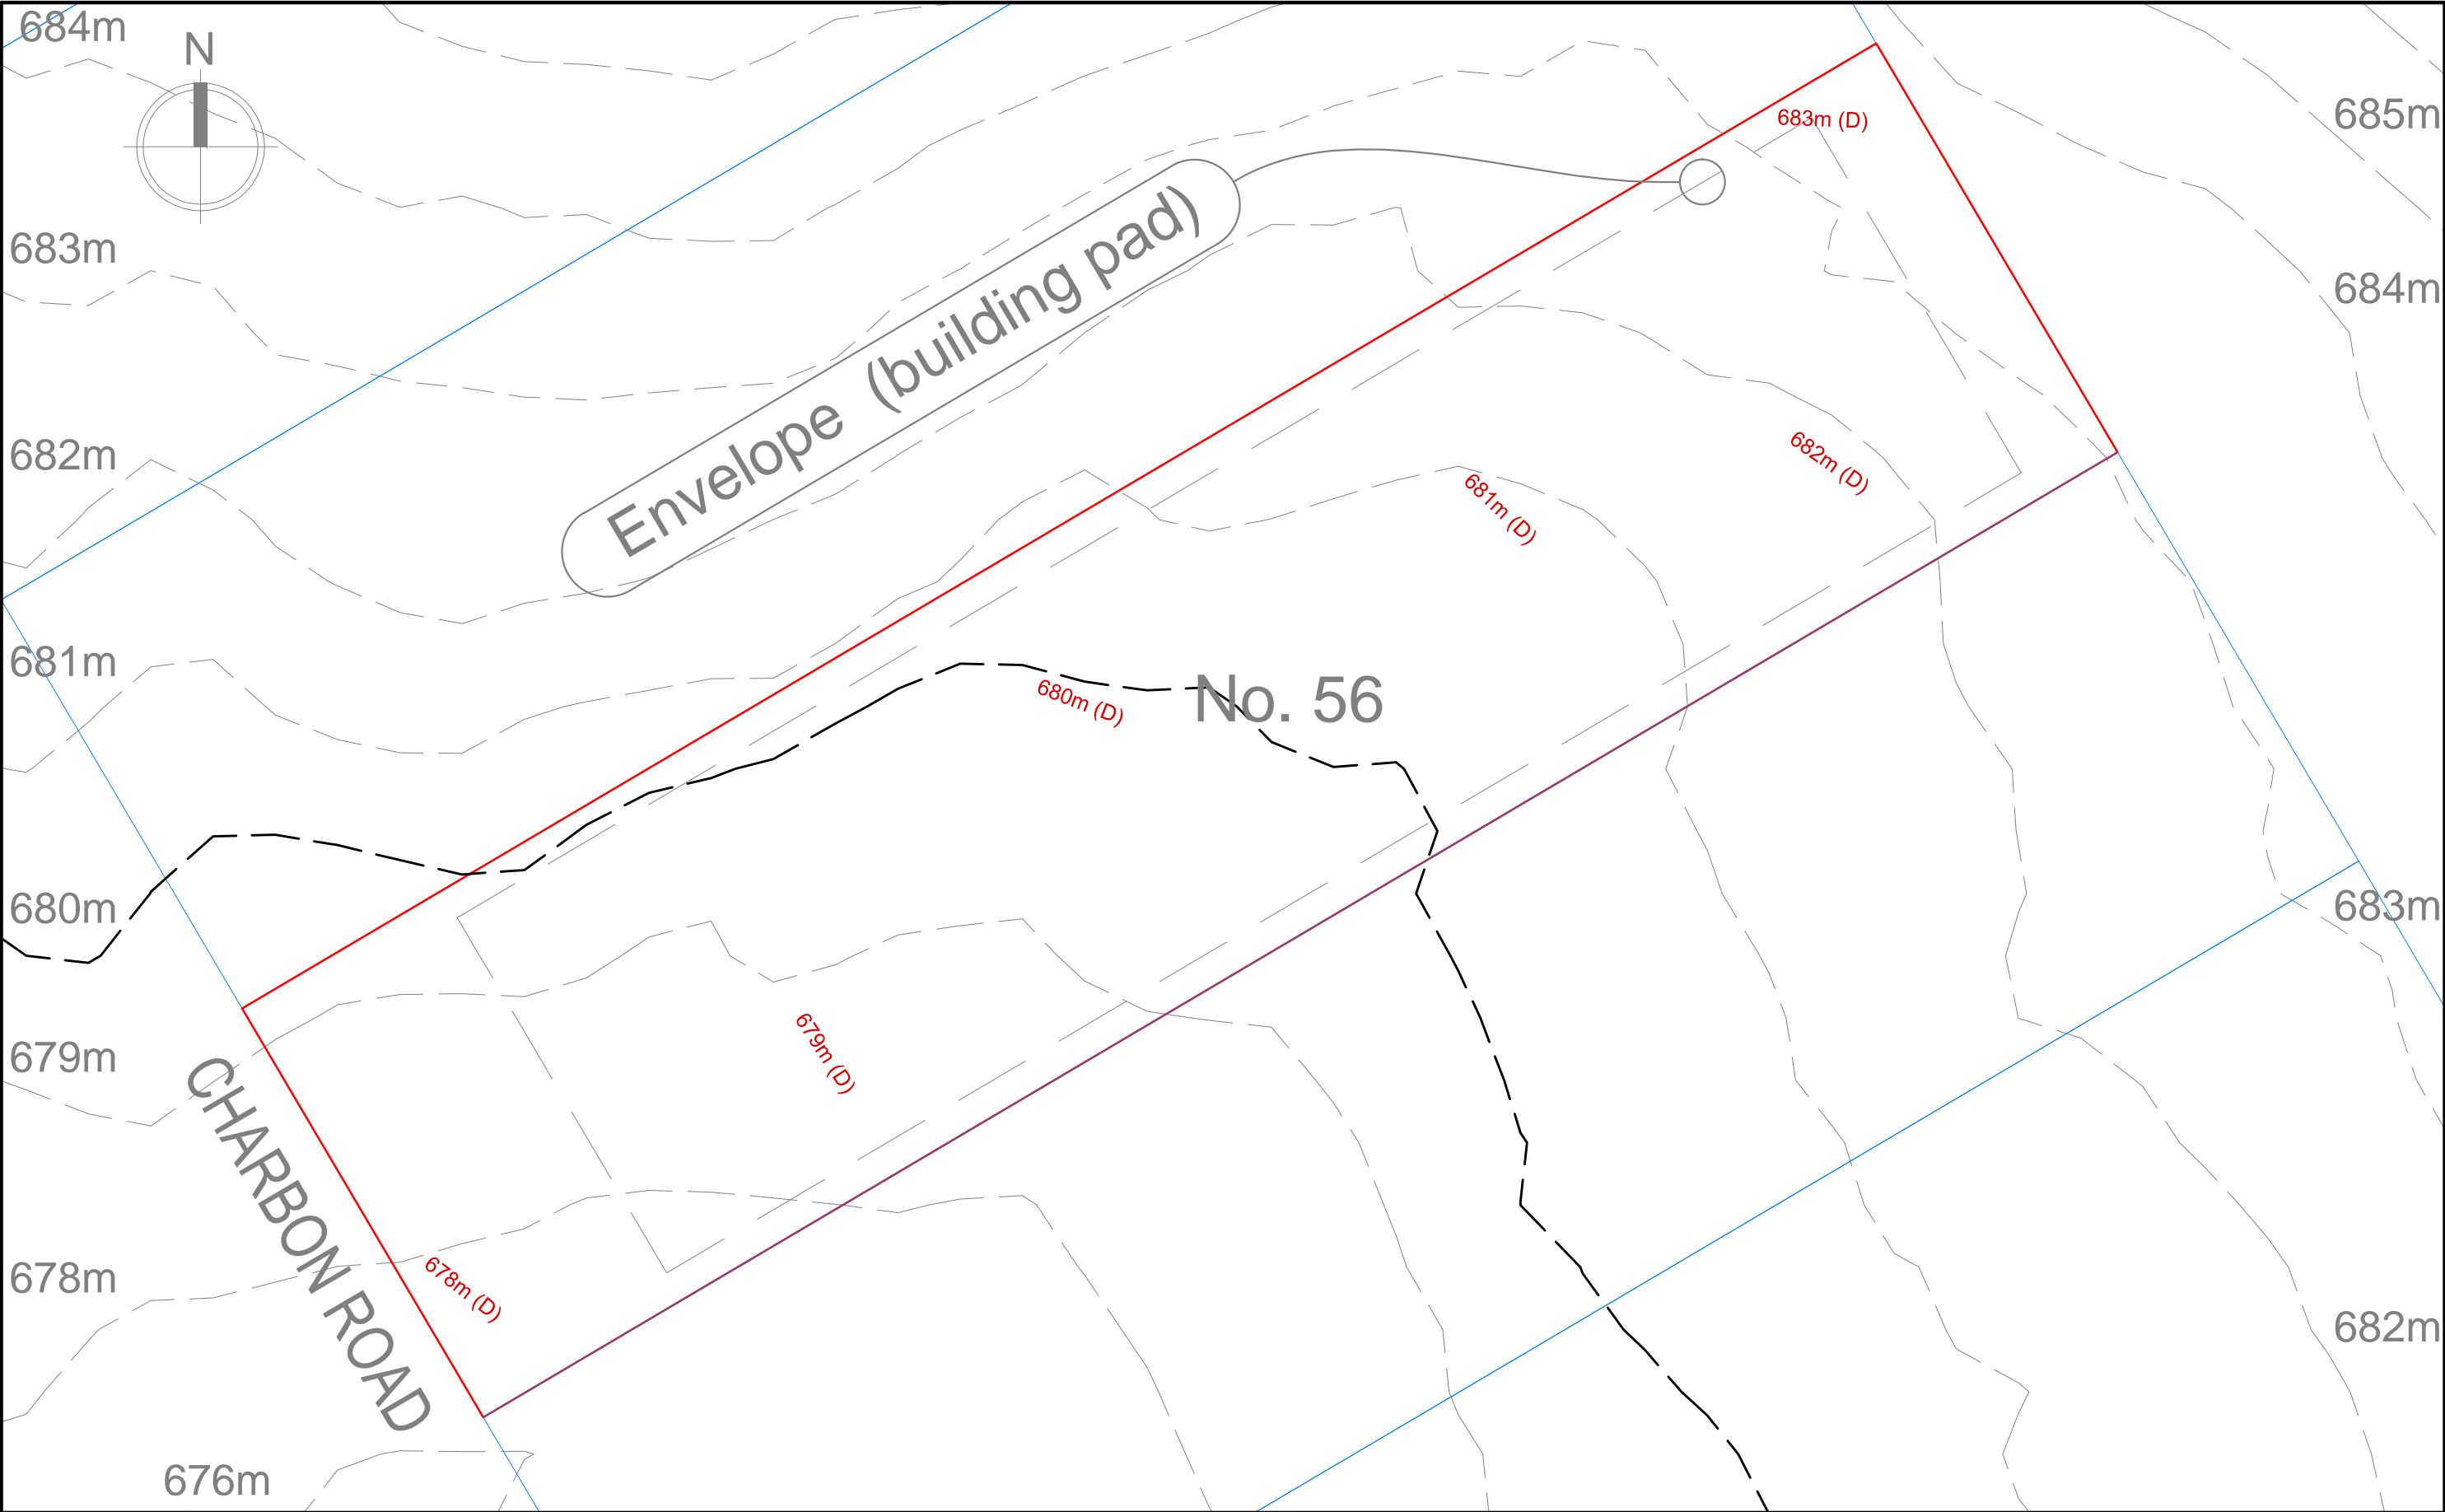 684m
N
685m
683m (D)
683m
684m
Envelope (building pad)
682m
682m (D)
681m (D)
681m
No. 56
680m (D)
680m
683m
679m
679m (D)
CHARBON ROAD
678m
678m (D)
682m
676m